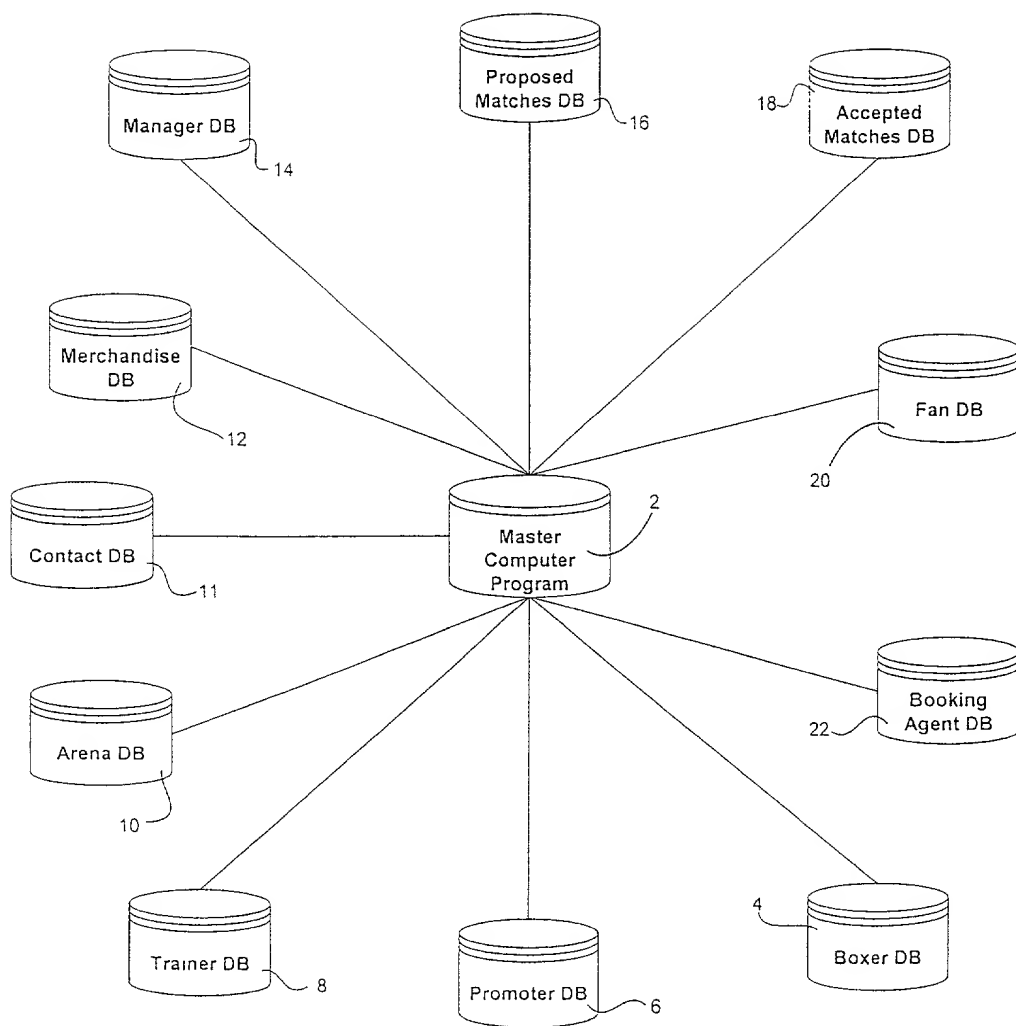 Proposed
Matches DB
16
Manager DB
14
18
Accepted
Matches DB
Merchandise
DB
12
Fan DB
20
Contact DB
11
Master
Computer
Program
2
Arena DB
10
Booking
Agent DB
22
Trainer DB
8
Promoter DB
6
4
Boxer DB